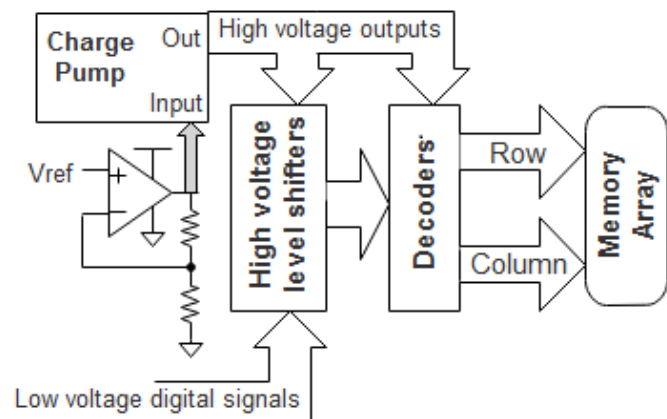 Charge
Pump
Out
Input
High voltage outputs
Vref
+
−
High voltage
level shifters
Decoders
Row
Column
Memory
Array
Low voltage digital signals